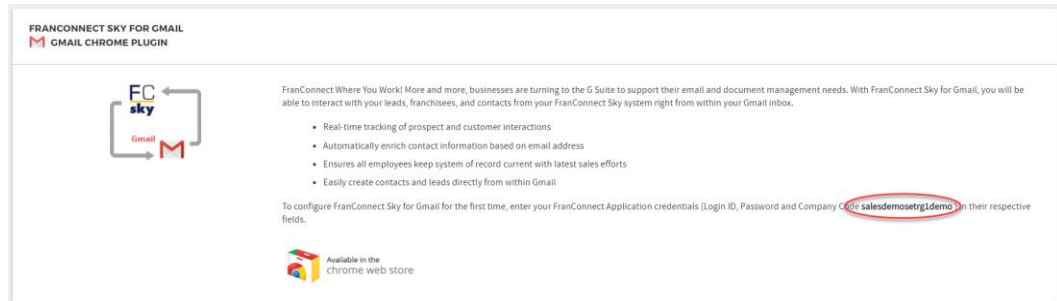 FRANCONNECT SKY FOR GMAIL
GMAIL CHROME PLUGIN
FC
sky
Gmail
FranConnect Where You Work! More and more, businesses are turning to the G Suite to support their email and document management needs. With FranConnect Sky for Gmail, you will be
able to interact with your leads, franchisees, and contacts from your FranConnect Sky system right from within your Gmail inbox.
• Real-time tracking of prospect and customer interactions
• Automatically enrich contact information based on email address
• Ensures all employees keep system of record current with latest sales efforts
• Easily create contacts and leads directly from within Gmail
To configure FranConnect Sky for Gmail for the first time, enter your FranConnect Application credentials (Login ID, Password and Company Code salesdemosetrg1demo ) in their respective
fields.
Available in the
chrome web store